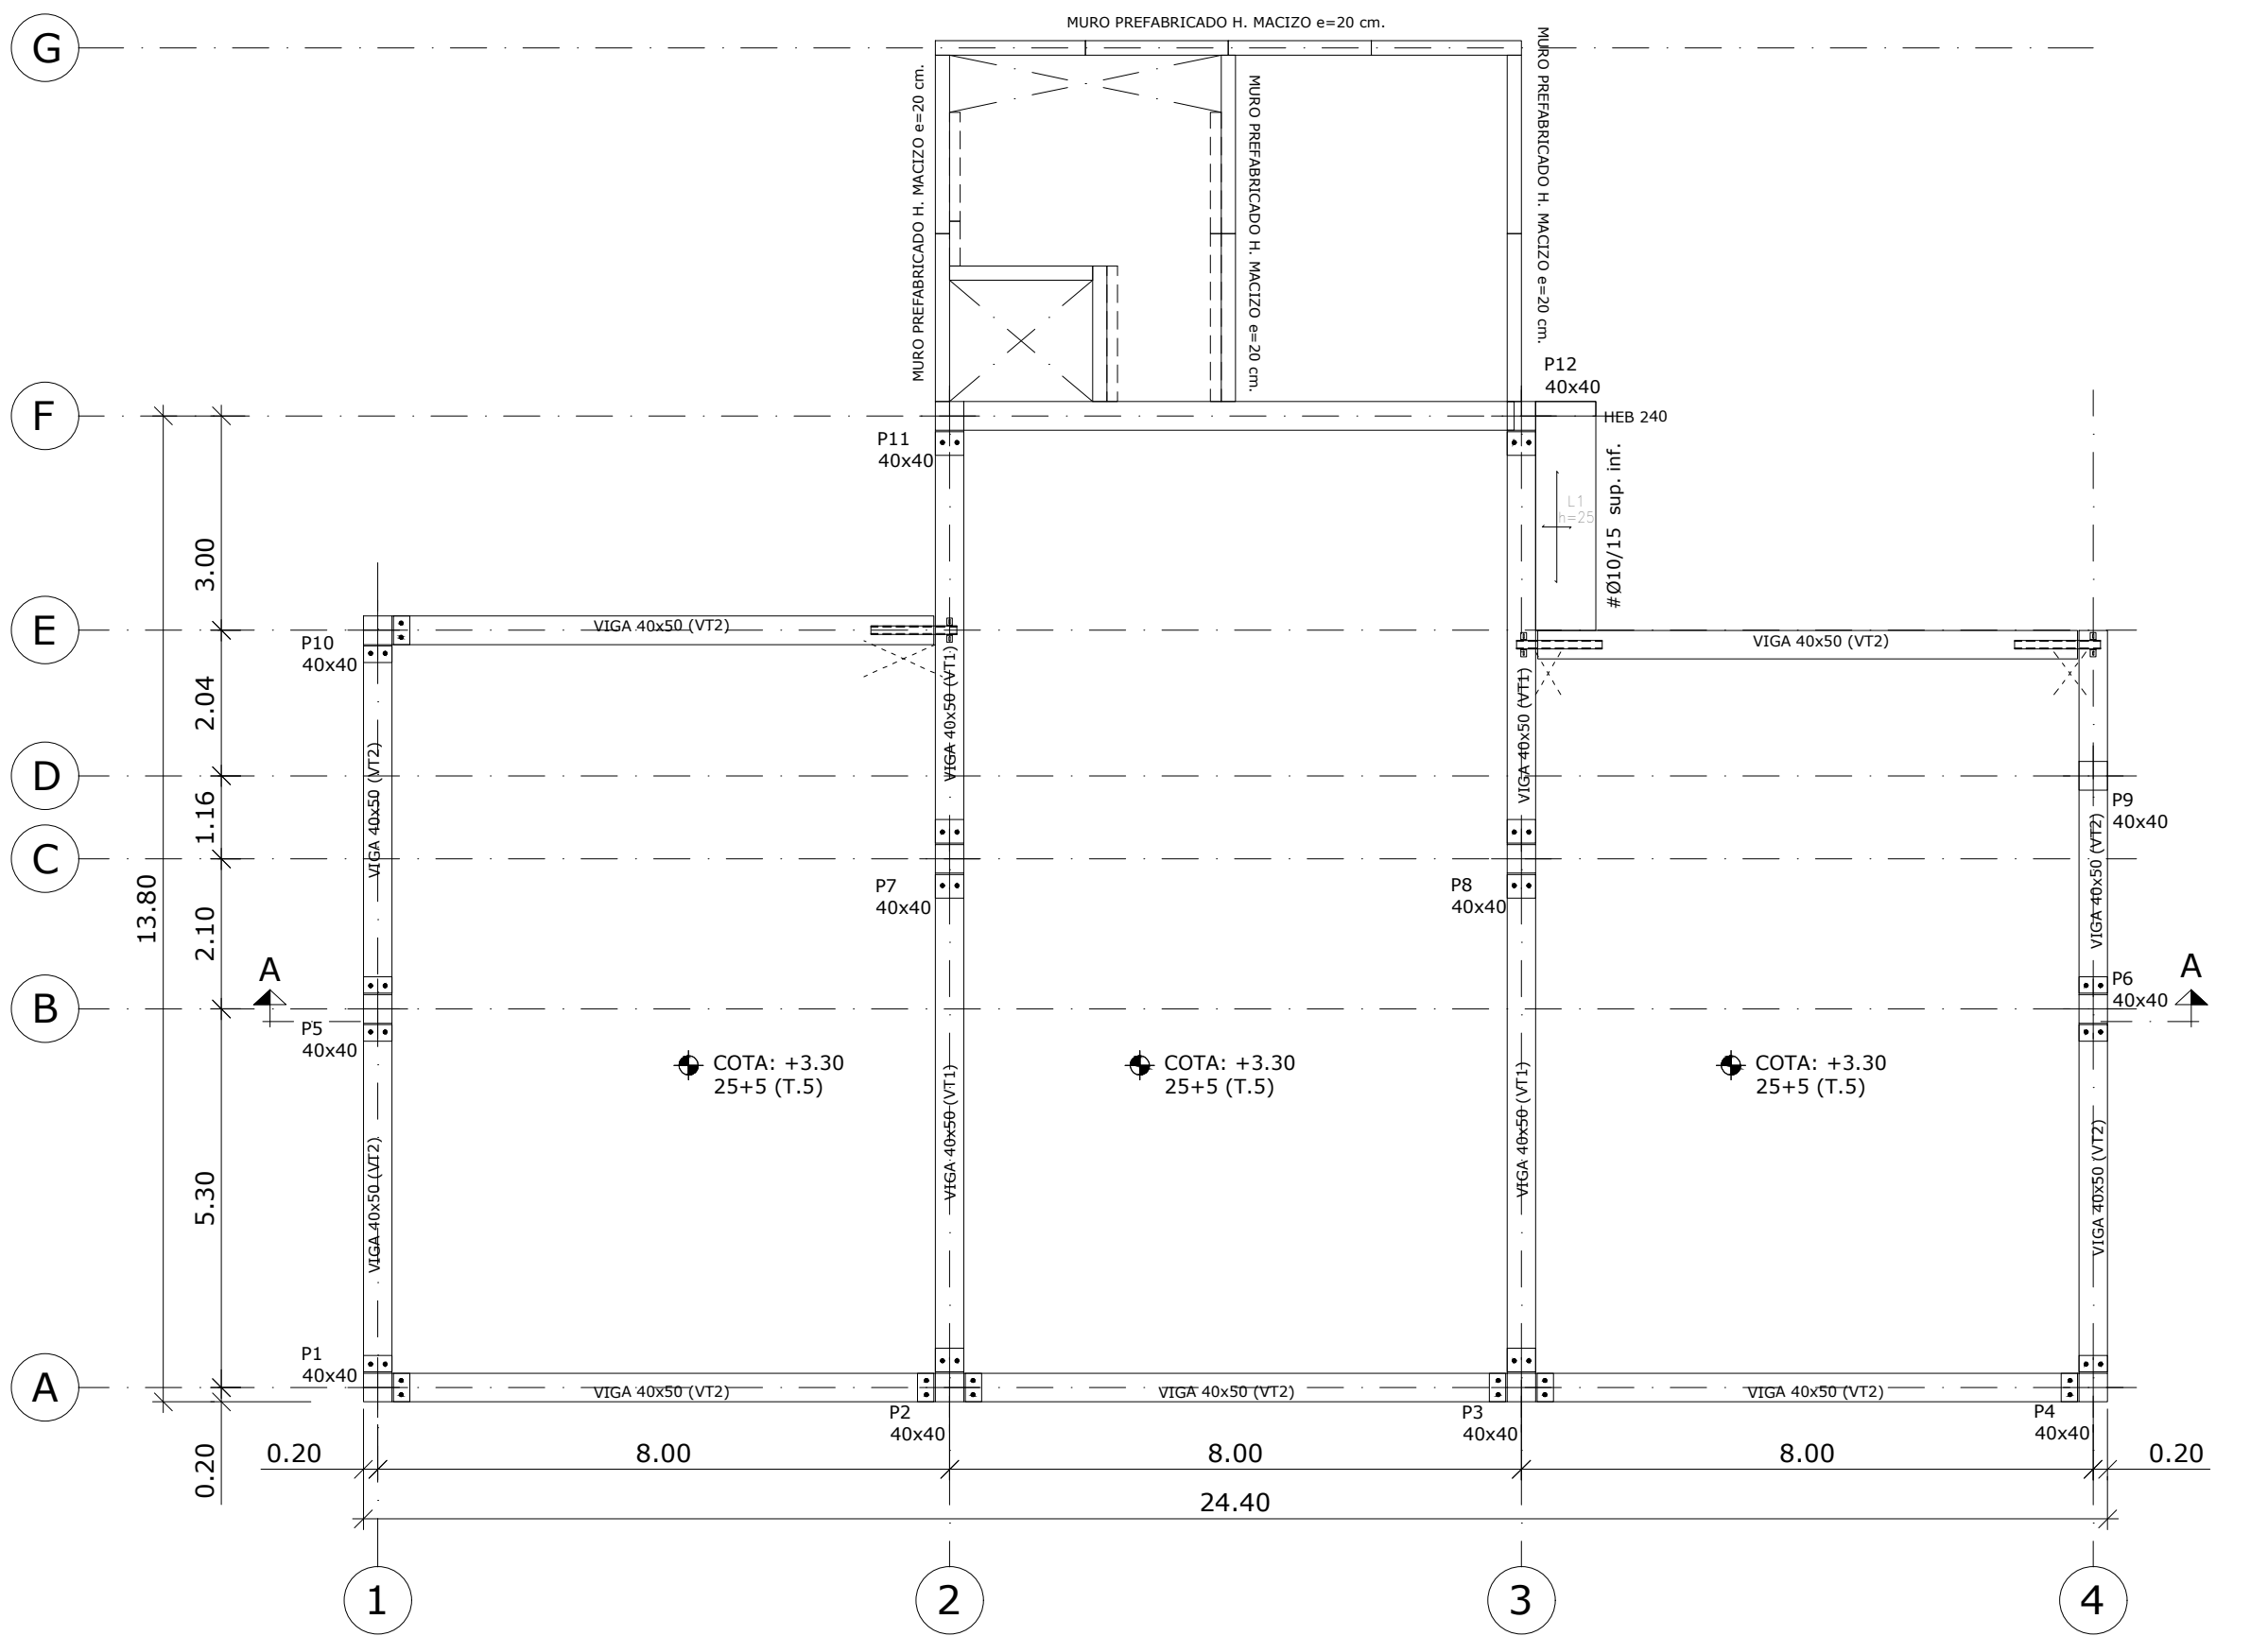 MURO PREFABRICADO H. MACIZO e=20 cm.
G
MURO PREFABRICADO H. MACIZO e=20 cm.
MURO PREFABRICADO H. MACIZO e=20 cm.
MURO PREFABRICADO H. MACIZO e=20 cm.
P12
40x40
F
HEB 240
P11
40x40
#Ø10/15 sup. inf.
L1
h=25
3.00
E
VIGA 40x50 (VT2)
VIGA 40x50 (VT2)
P10
40x40
2.04
VIGA 40x50 (VT1)
VIGA 40x50 (VT1)
VIGA 40x50 (VT2)
D
P9
40x40
1.16
VIGA 40x50 (VT2)
C
P7
40x40
P8
40x40
13.80
2.10
A
A
P6
40x40
B
P5
40x40
COTA: +3.30
25+5 (T.5)
COTA: +3.30
25+5 (T.5)
COTA: +3.30
25+5 (T.5)
VIGA 40x50 (VT2)
VIGA 40x50 (VT1)
VIGA 40x50 (VT1)
VIGA 40x50 (VT2)
5.30
P1
40x40
A
VIGA 40x50 (VT2)
VIGA 40x50 (VT2)
VIGA 40x50 (VT2)
P2
40x40
P3
40x40
P4
40x40
0.20
0.20
8.00
8.00
8.00
0.20
24.40
1
2
3
4